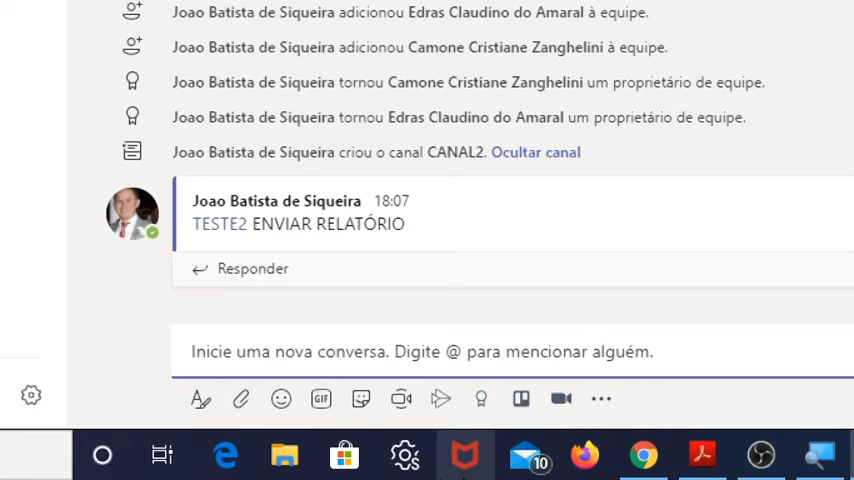 Joao Batista de Siqueira adicionou Edras Claudino do Amaral à equipe.
Joao Batista de Siqueira adicionou Camone Cristiane Zanghelini à equipe.
Joao Batista de Siqueira tornou Camone Cristiane Zanghelini um proprietário de equipe.
Joao Batista de Siqueira tornou Edras Claudino do Amaral um proprietário de equipe.
Joao Batista de Siqueira criou o canal CANAL2. Ocultar canal
Joao Batista de Siqueira 18:07
TESTE2 ENVIAR RELATÓRIO
Responder
Inicie uma nova conversa. Digite @ para mencionar alguém.
GIF
10